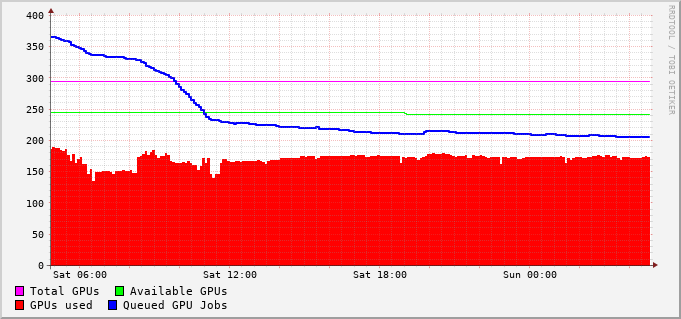 400
350
300
250
200
150
100
50
0
Sat 06:00 Sat 12:00 Sat 18:00 Sun 00:00
Total GPUs Available GPUs
GPUs used Queued GPU Jobs
RRDTOOL / TOBI OETIKER